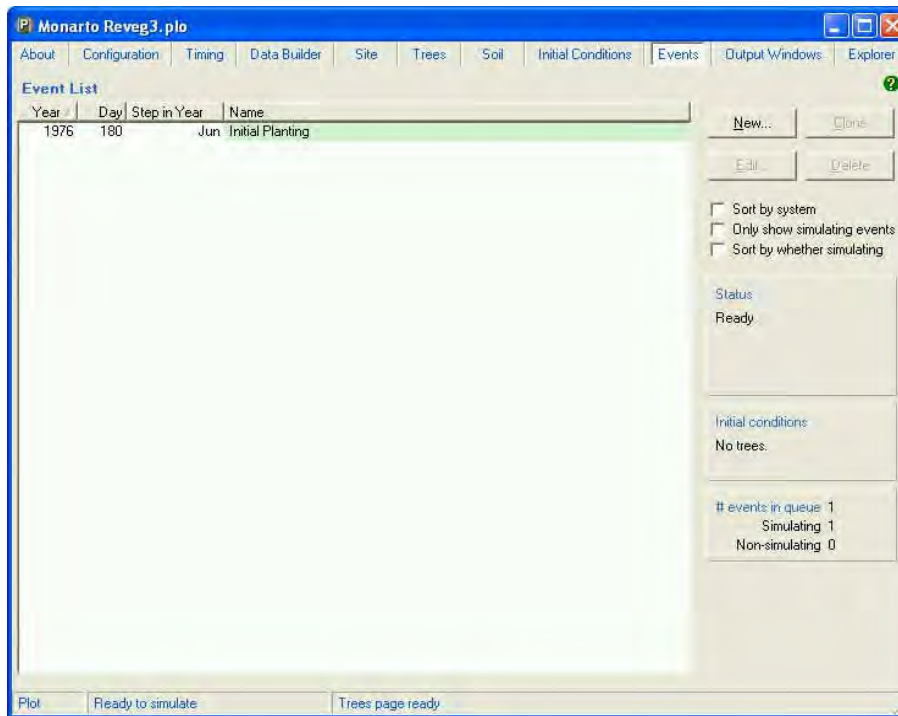 Monarto Reveg3.plo
About Configuration Timing Data Builder Site Trees Soil Initial Conditions Events Output Windows Explorer
Event List
Year Day Step in Year Name
1976 180 Jun Initial Planting
New... Clone
Edit... Delete
Sort by system
Only show simulating events
Sort by whether simulating
Status
Ready
Initial conditions
No trees.
# events in queue 1
Simulating 1
Non-simulating 0
Plot Ready to simulate Trees page ready